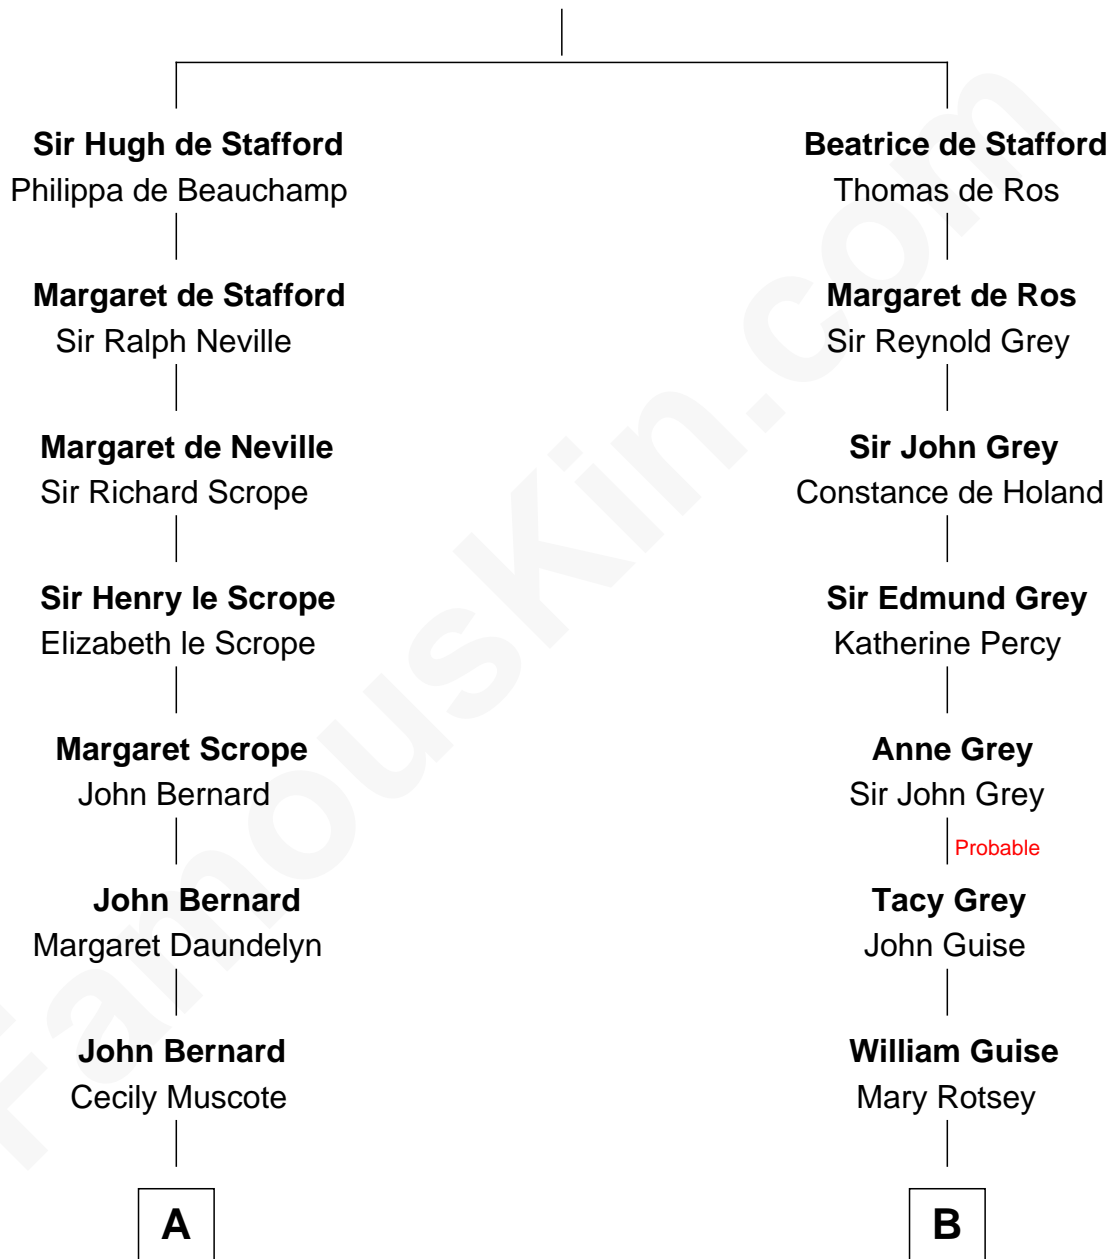 Sir Hugh de Stafford
Philippa de Beauchamp
Margaret de Stafford
Sir Ralph Neville
Margaret de Neville
Sir Richard Scrope
Sir Henry le Scrope
Elizabeth le Scrope
Margaret Scrope
John Bernard
John Bernard
Margaret Daundelyn
John Bernard
Cecily Muscote
A
Beatrice de Stafford
Thomas de Ros
Margaret de Ros
Sir Reynold Grey
Sir John Grey
Constance de Holand
Sir Edmund Grey
Katherine Percy
Anne Grey
Sir John Grey
Probable
Tacy Grey
John Guise
William Guise
Mary Rotsey
B
FamousKin.com